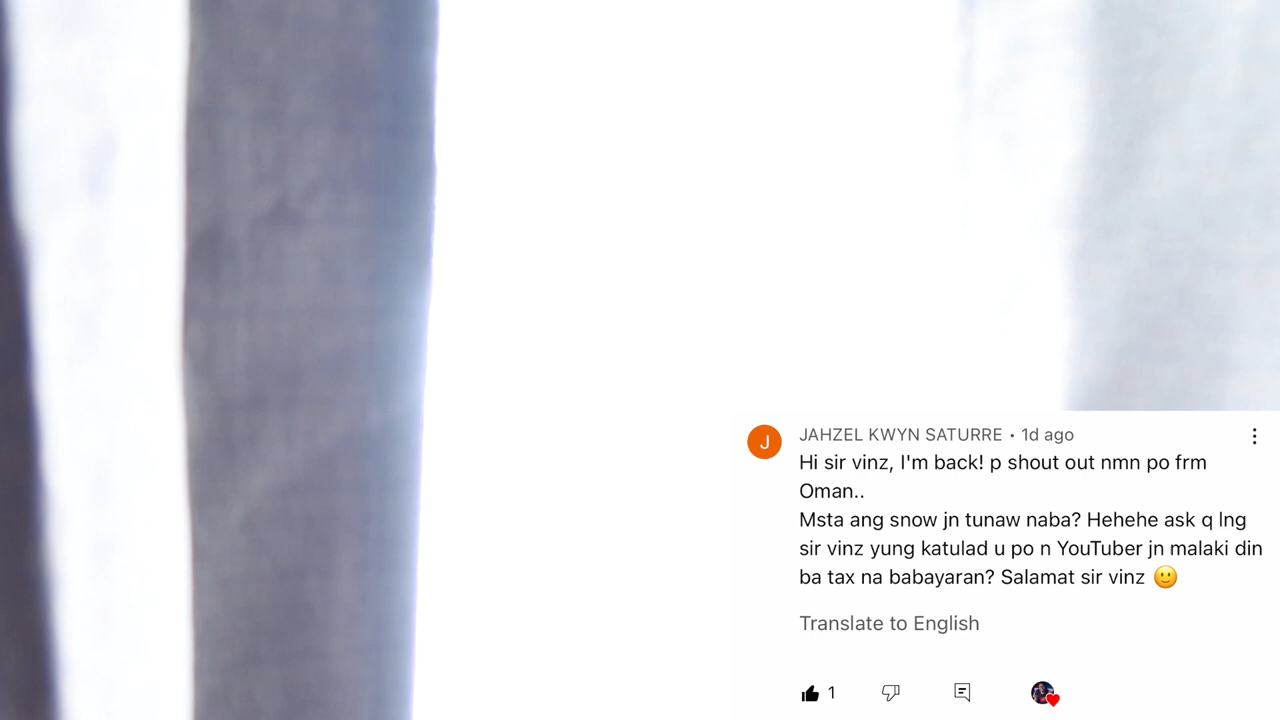 J
JAHZEL KWYN SATURRE • 1d ago
Hi sir vinz, I'm back! p shout out nmn po frm
Oman..
Msta ang snow jn tunaw naba? Hehehe ask q lng
sir vinz yung katulad u po n YouTuber jn malaki din
ba tax na babayaran? Salamat sir vinz 🙂
Translate to English
1